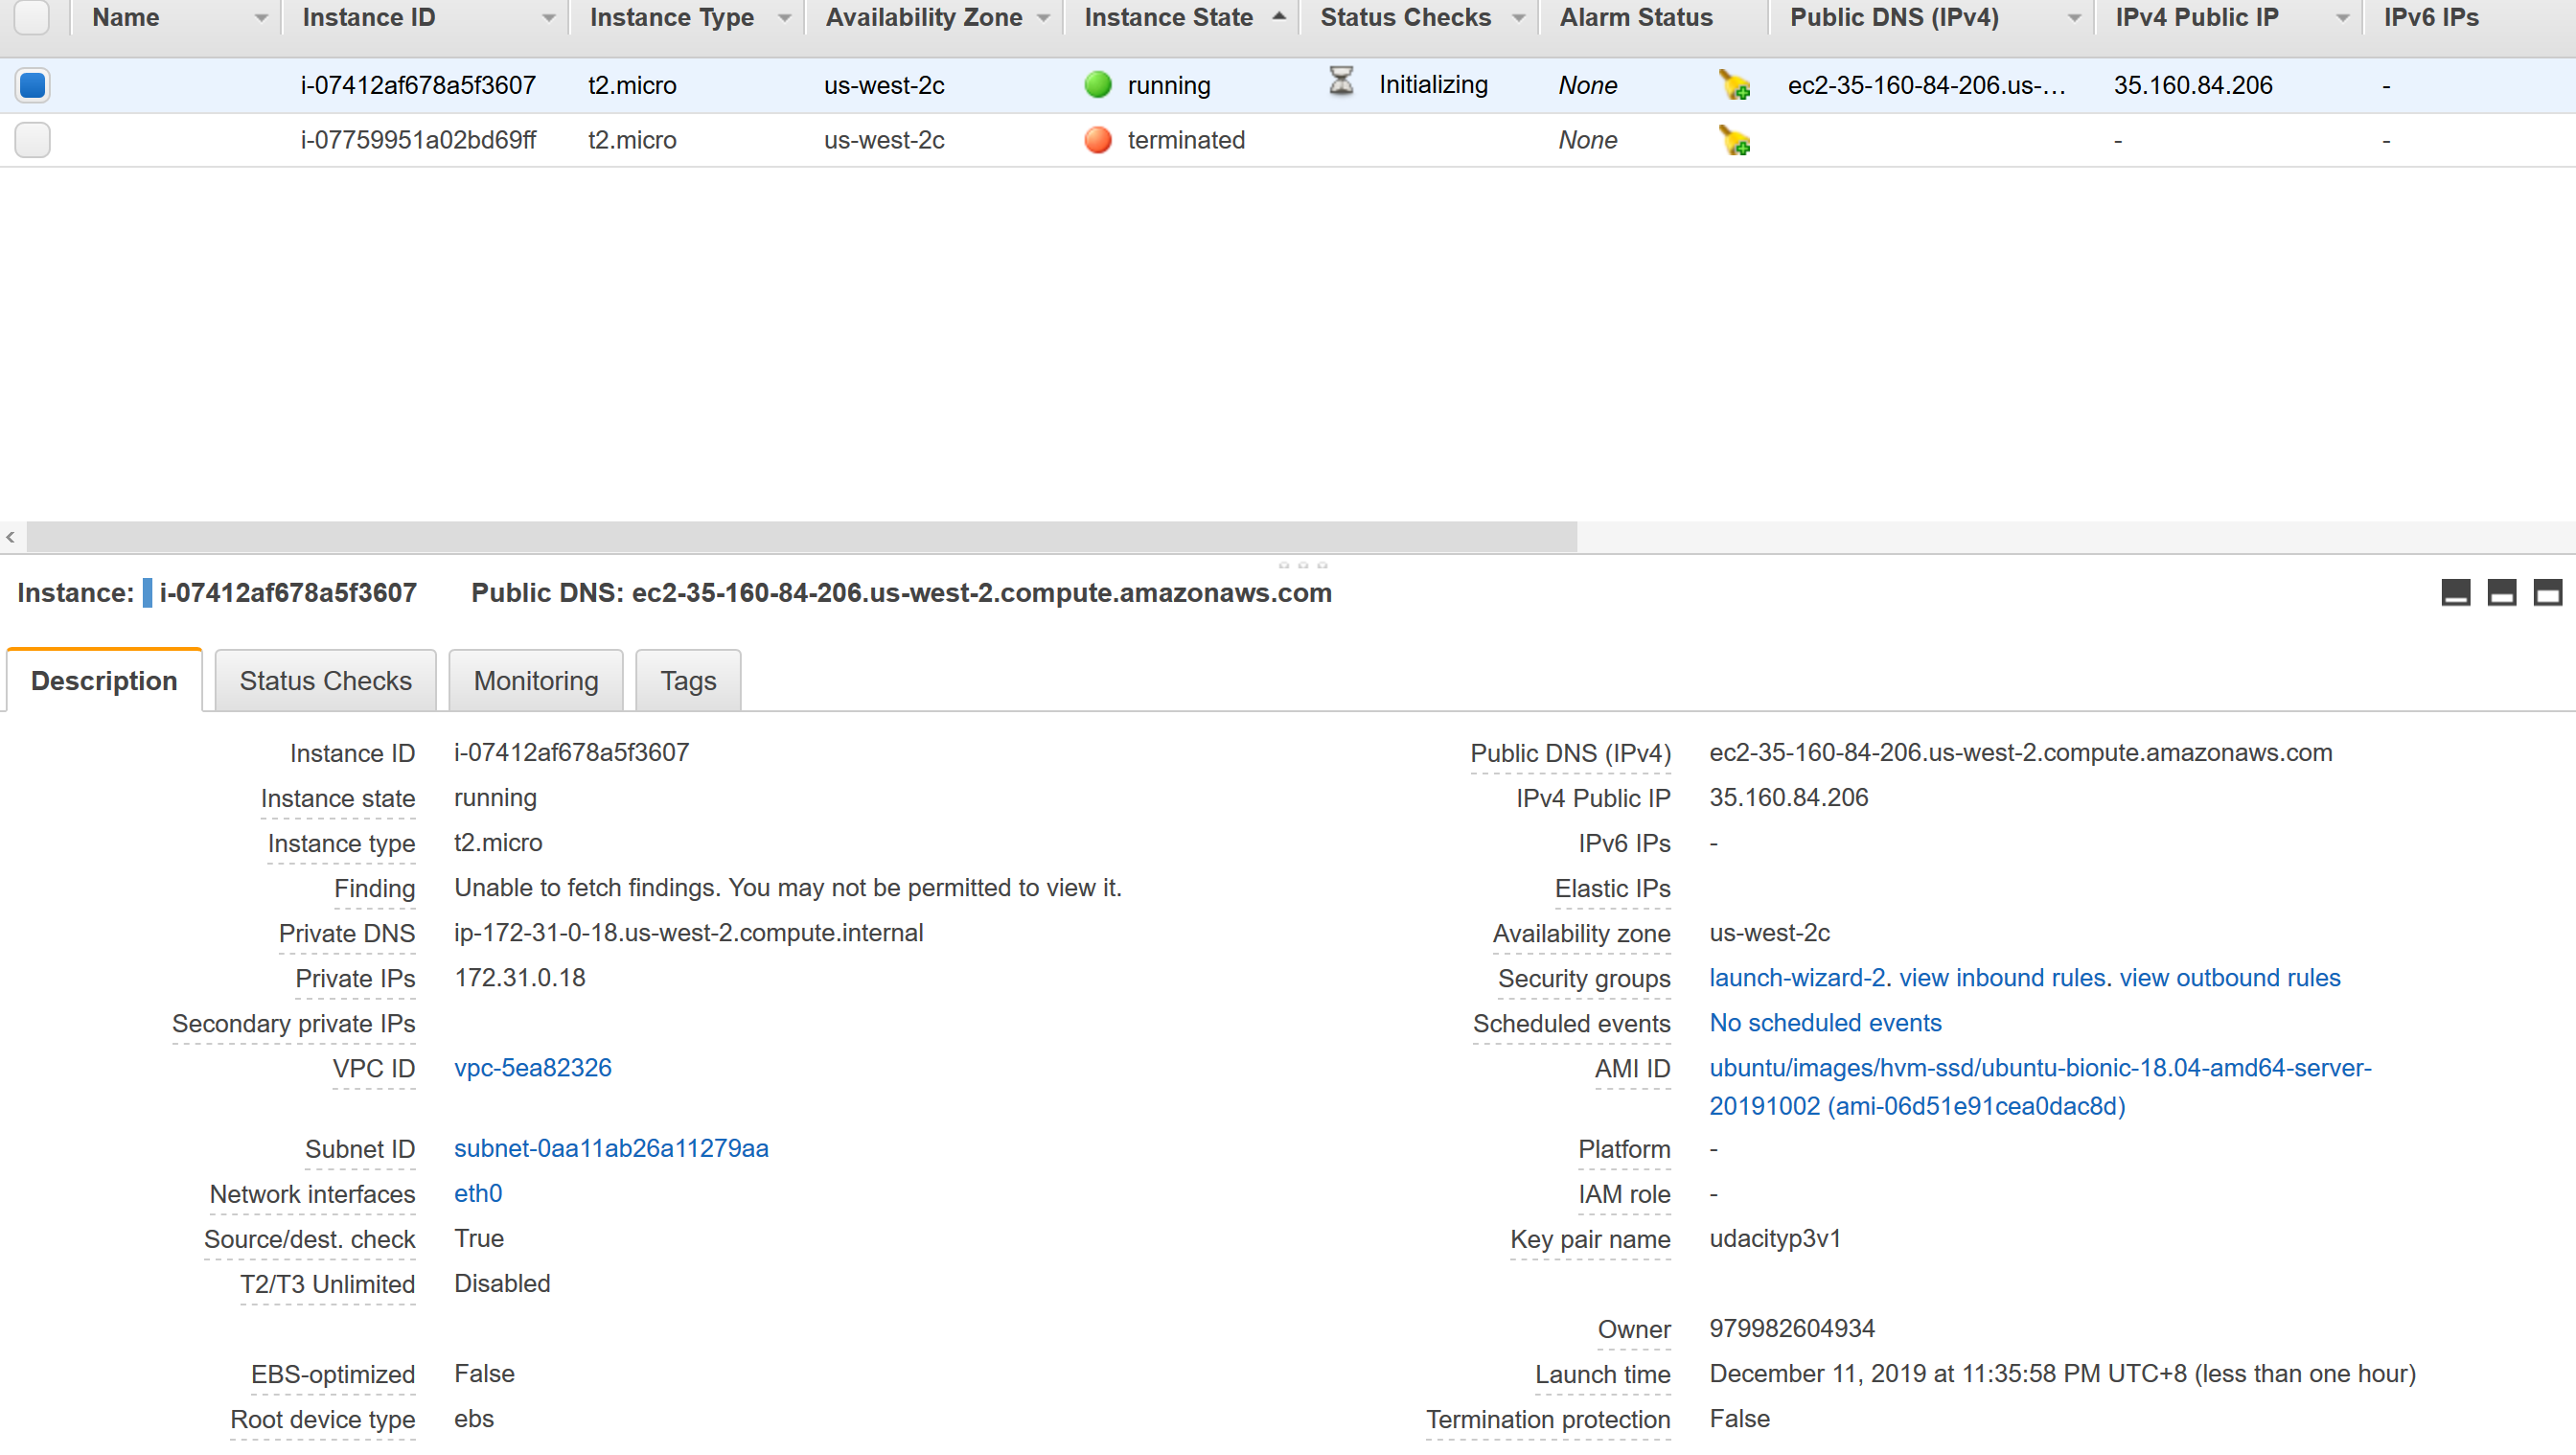 Name Instance ID Instance Type Availability Zone Instance State Status Checks Alarm Status Public DNS (IPv4) IPv4 Public IP IPv6 IPs
i-07412af678a5f3607 t2.micro us-west-2c running Initializing None ec2-35-160-84-206.us-... 35.160.84.206 -
i-07759951a02bd69ff t2.micro us-west-2c terminated None - -
Instance: i-07412af678a5f3607 Public DNS: ec2-35-160-84-206.us-west-2.compute.amazonaws.com
Description Status Checks Monitoring Tags
Instance ID i-07412af678a5f3607 Public DNS (IPv4) ec2-35-160-84-206.us-west-2.compute.amazonaws.com
Instance state running IPv4 Public IP 35.160.84.206
Instance type t2.micro IPv6 IPs -
Finding Unable to fetch findings. You may not be permitted to view it. Elastic IPs
Private DNS ip-172-31-0-18.us-west-2.compute.internal Availability zone us-west-2c
Private IPs 172.31.0.18 Security groups launch-wizard-2. view inbound rules. view outbound rules
Secondary private IPs Scheduled events No scheduled events
VPC ID vpc-5ea82326 AMI ID ubuntu/images/hvm-ssd/ubuntu-bionic-18.04-amd64-server-
20191002 (ami-06d51e91cea0dac8d)
Subnet ID subnet-0aa11ab26a11279aa Platform -
Network interfaces eth0 IAM role -
Source/dest. check True Key pair name udacityp3v1
T2/T3 Unlimited Disabled
Owner 979982604934
EBS-optimized False Launch time December 11, 2019 at 11:35:58 PM UTC+8 (less than one hour)
Root device type ebs Termination protection False